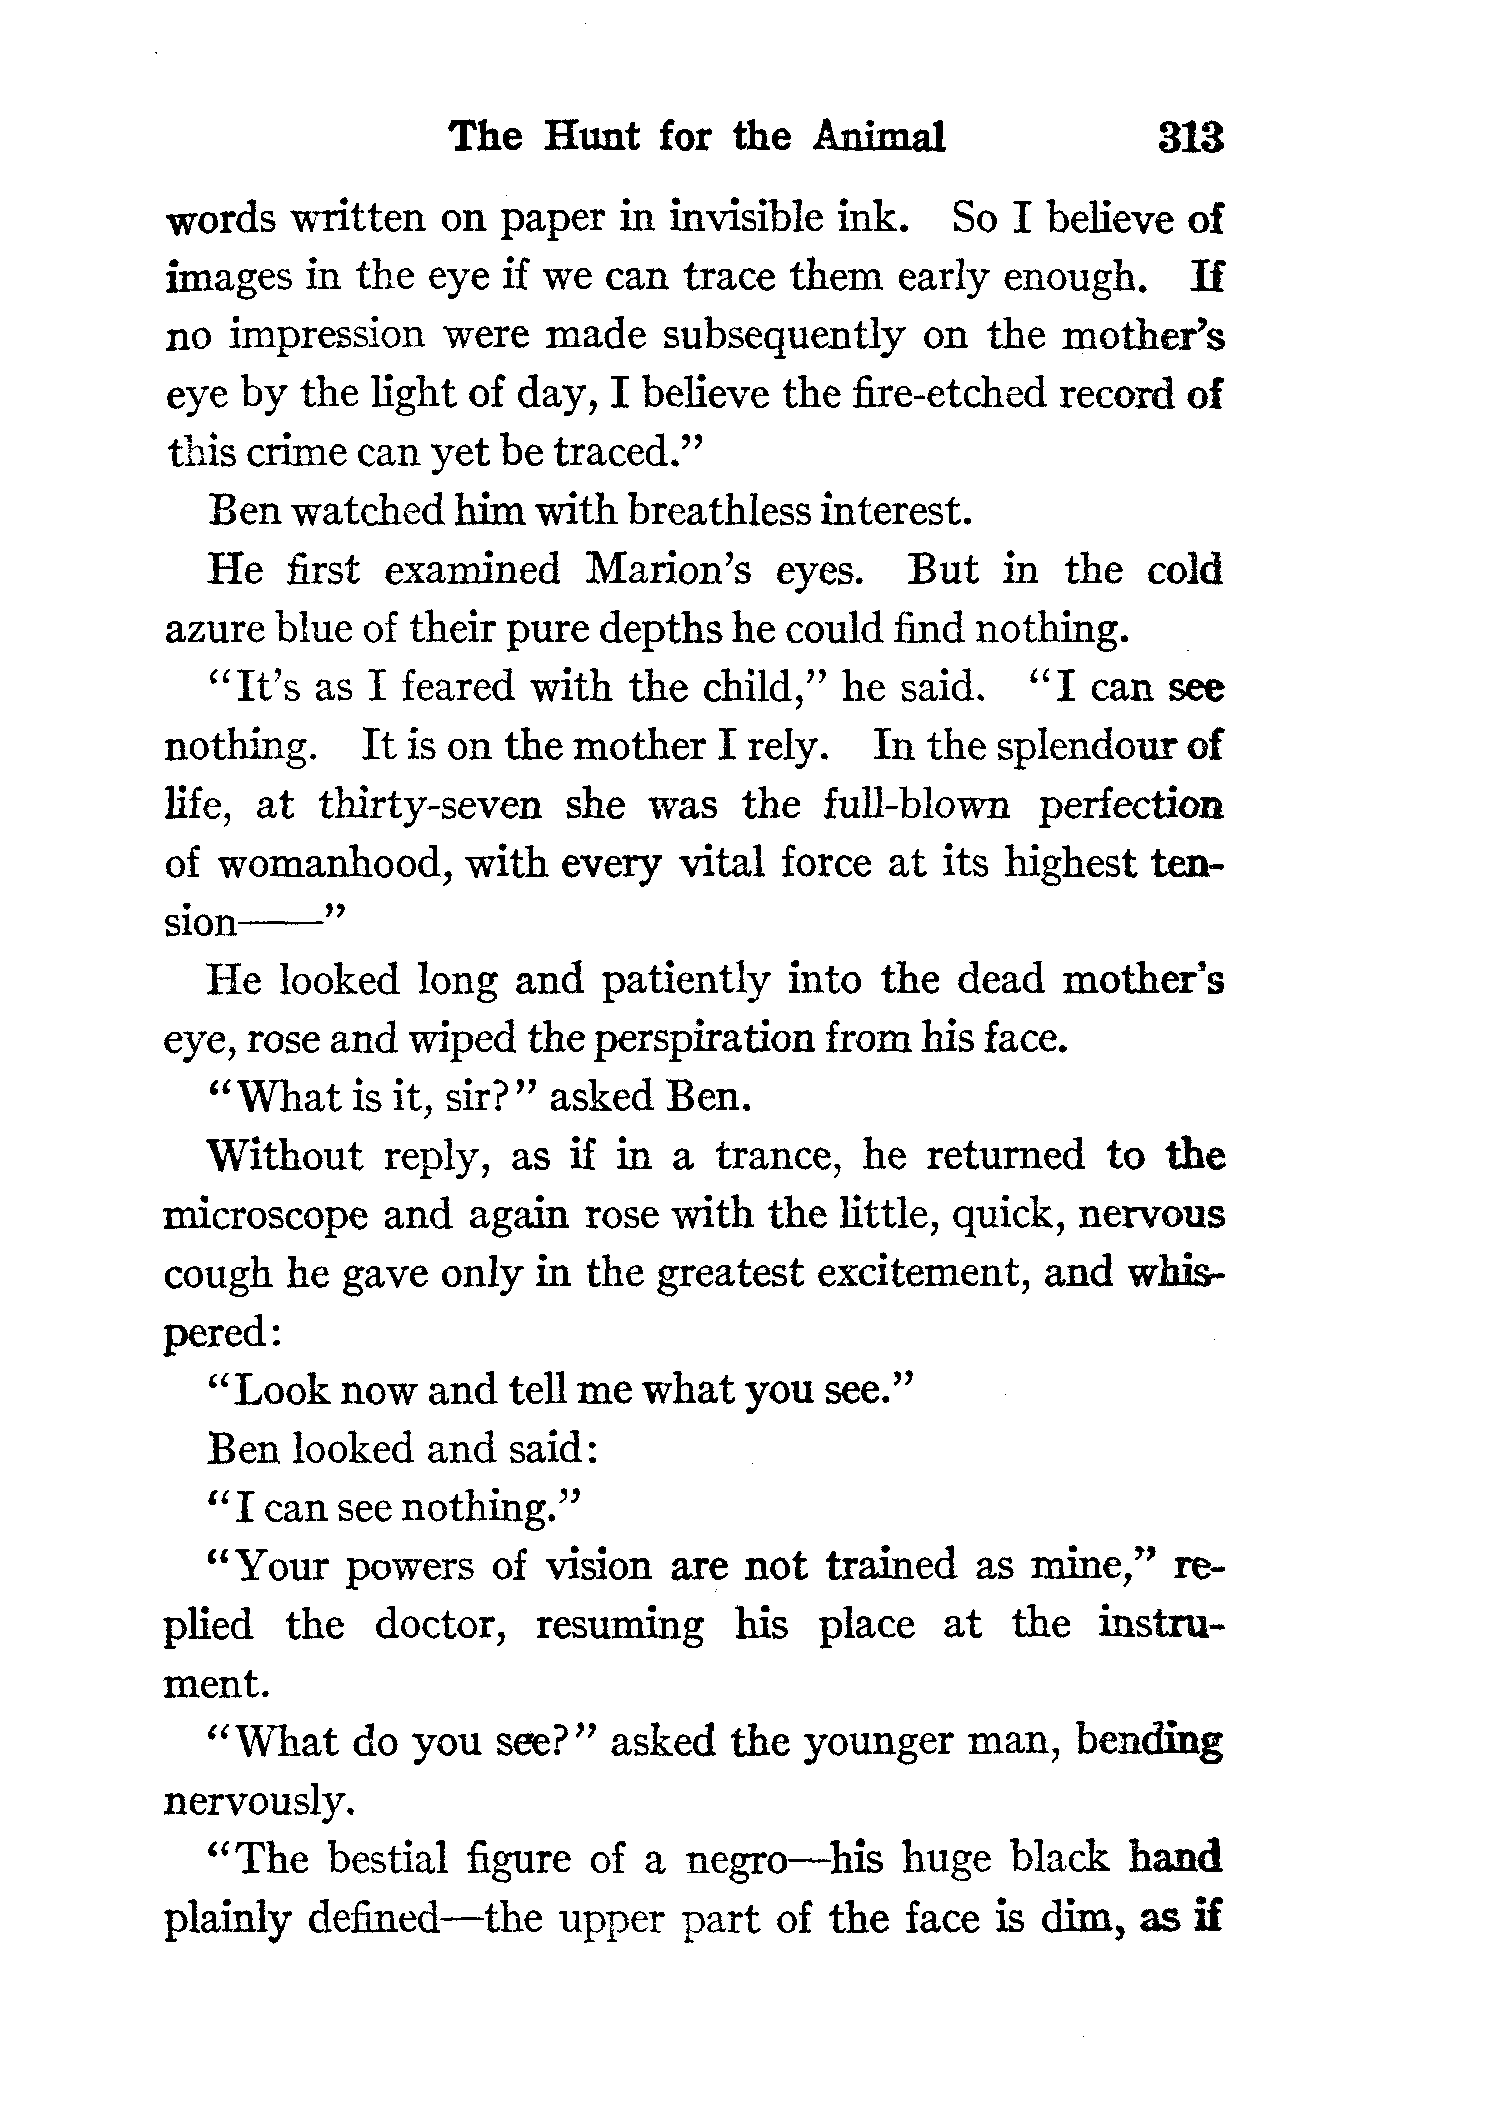 The Hunt for the Animal 313
words written on paper in invisible ink. So I believe of
images in the eye if we can trace them early enough. If
no impression were made subsequently on the mother's
eye by the light of day, I believe the fire-etched record of
this crime can yet be traced."
Ben watched him with breathless interest.
He first examined Marion's eyes. But in the cold
azure blue of their pure depths he could find nothing.
"It's as I feared with the child," he said. "I can see
nothing. It is on the mother I rely. In the splendour of
life, at thirty-seven she was the full-blown perfection
of womanhood, with every vital force at its highest ten-
sion——"
He looked long and patiently into the dead mother's
eye, rose and wiped the perspiration from his face.
"What is it, sir?" asked Ben.
Without reply, as if in a trance, he returned to the
microscope and again rose with the little, quick, nervous
cough he gave only in the greatest excitement, and whis-
pered:
"Look now and tell me what you see."
Ben looked and said:
"I can see nothing."
"Your powers of vision are not trained as mine," re-
plied the doctor, resuming his place at the instru-
ment.
"What do you see?" asked the younger man, bending
nervously.
"The bestial figure of a negro—his huge black hand
plainly defined—the upper part of the face is dim, as if